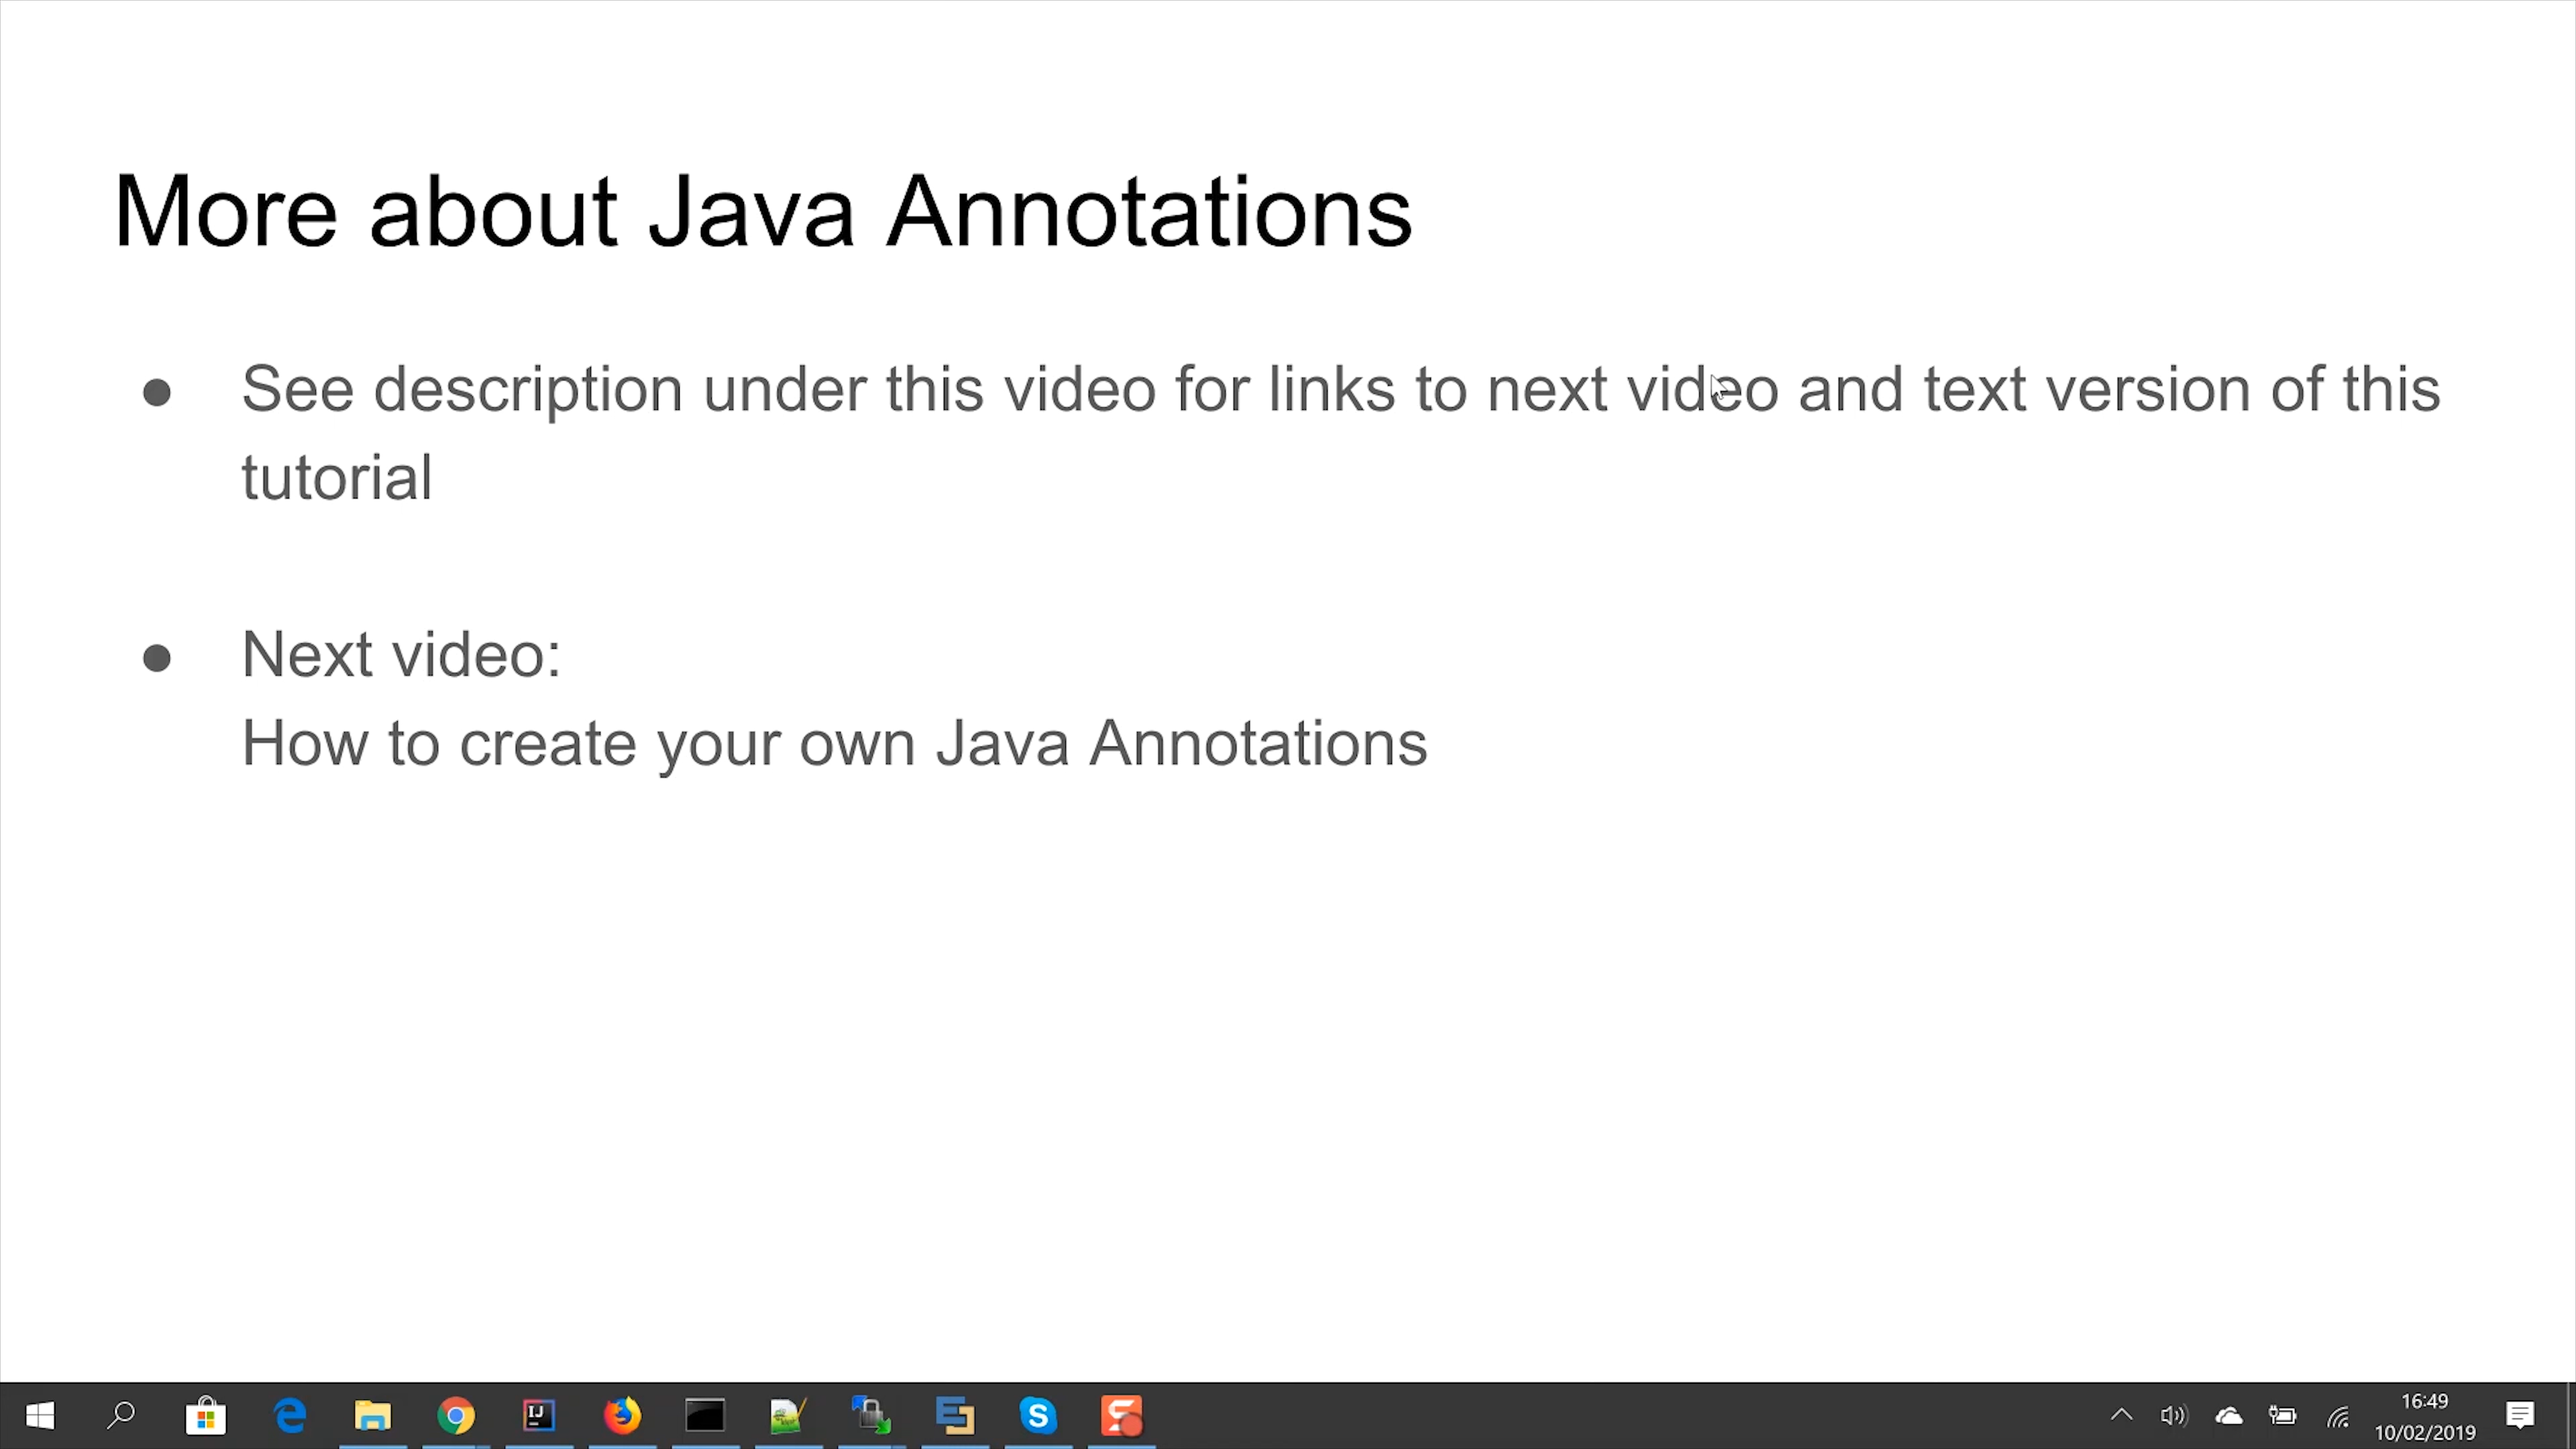 More about Java Annotations
● See description under this video for links to next video and text version of this
tutorial
● Next video:
How to create your own Java Annotations
16:49
10/02/2019